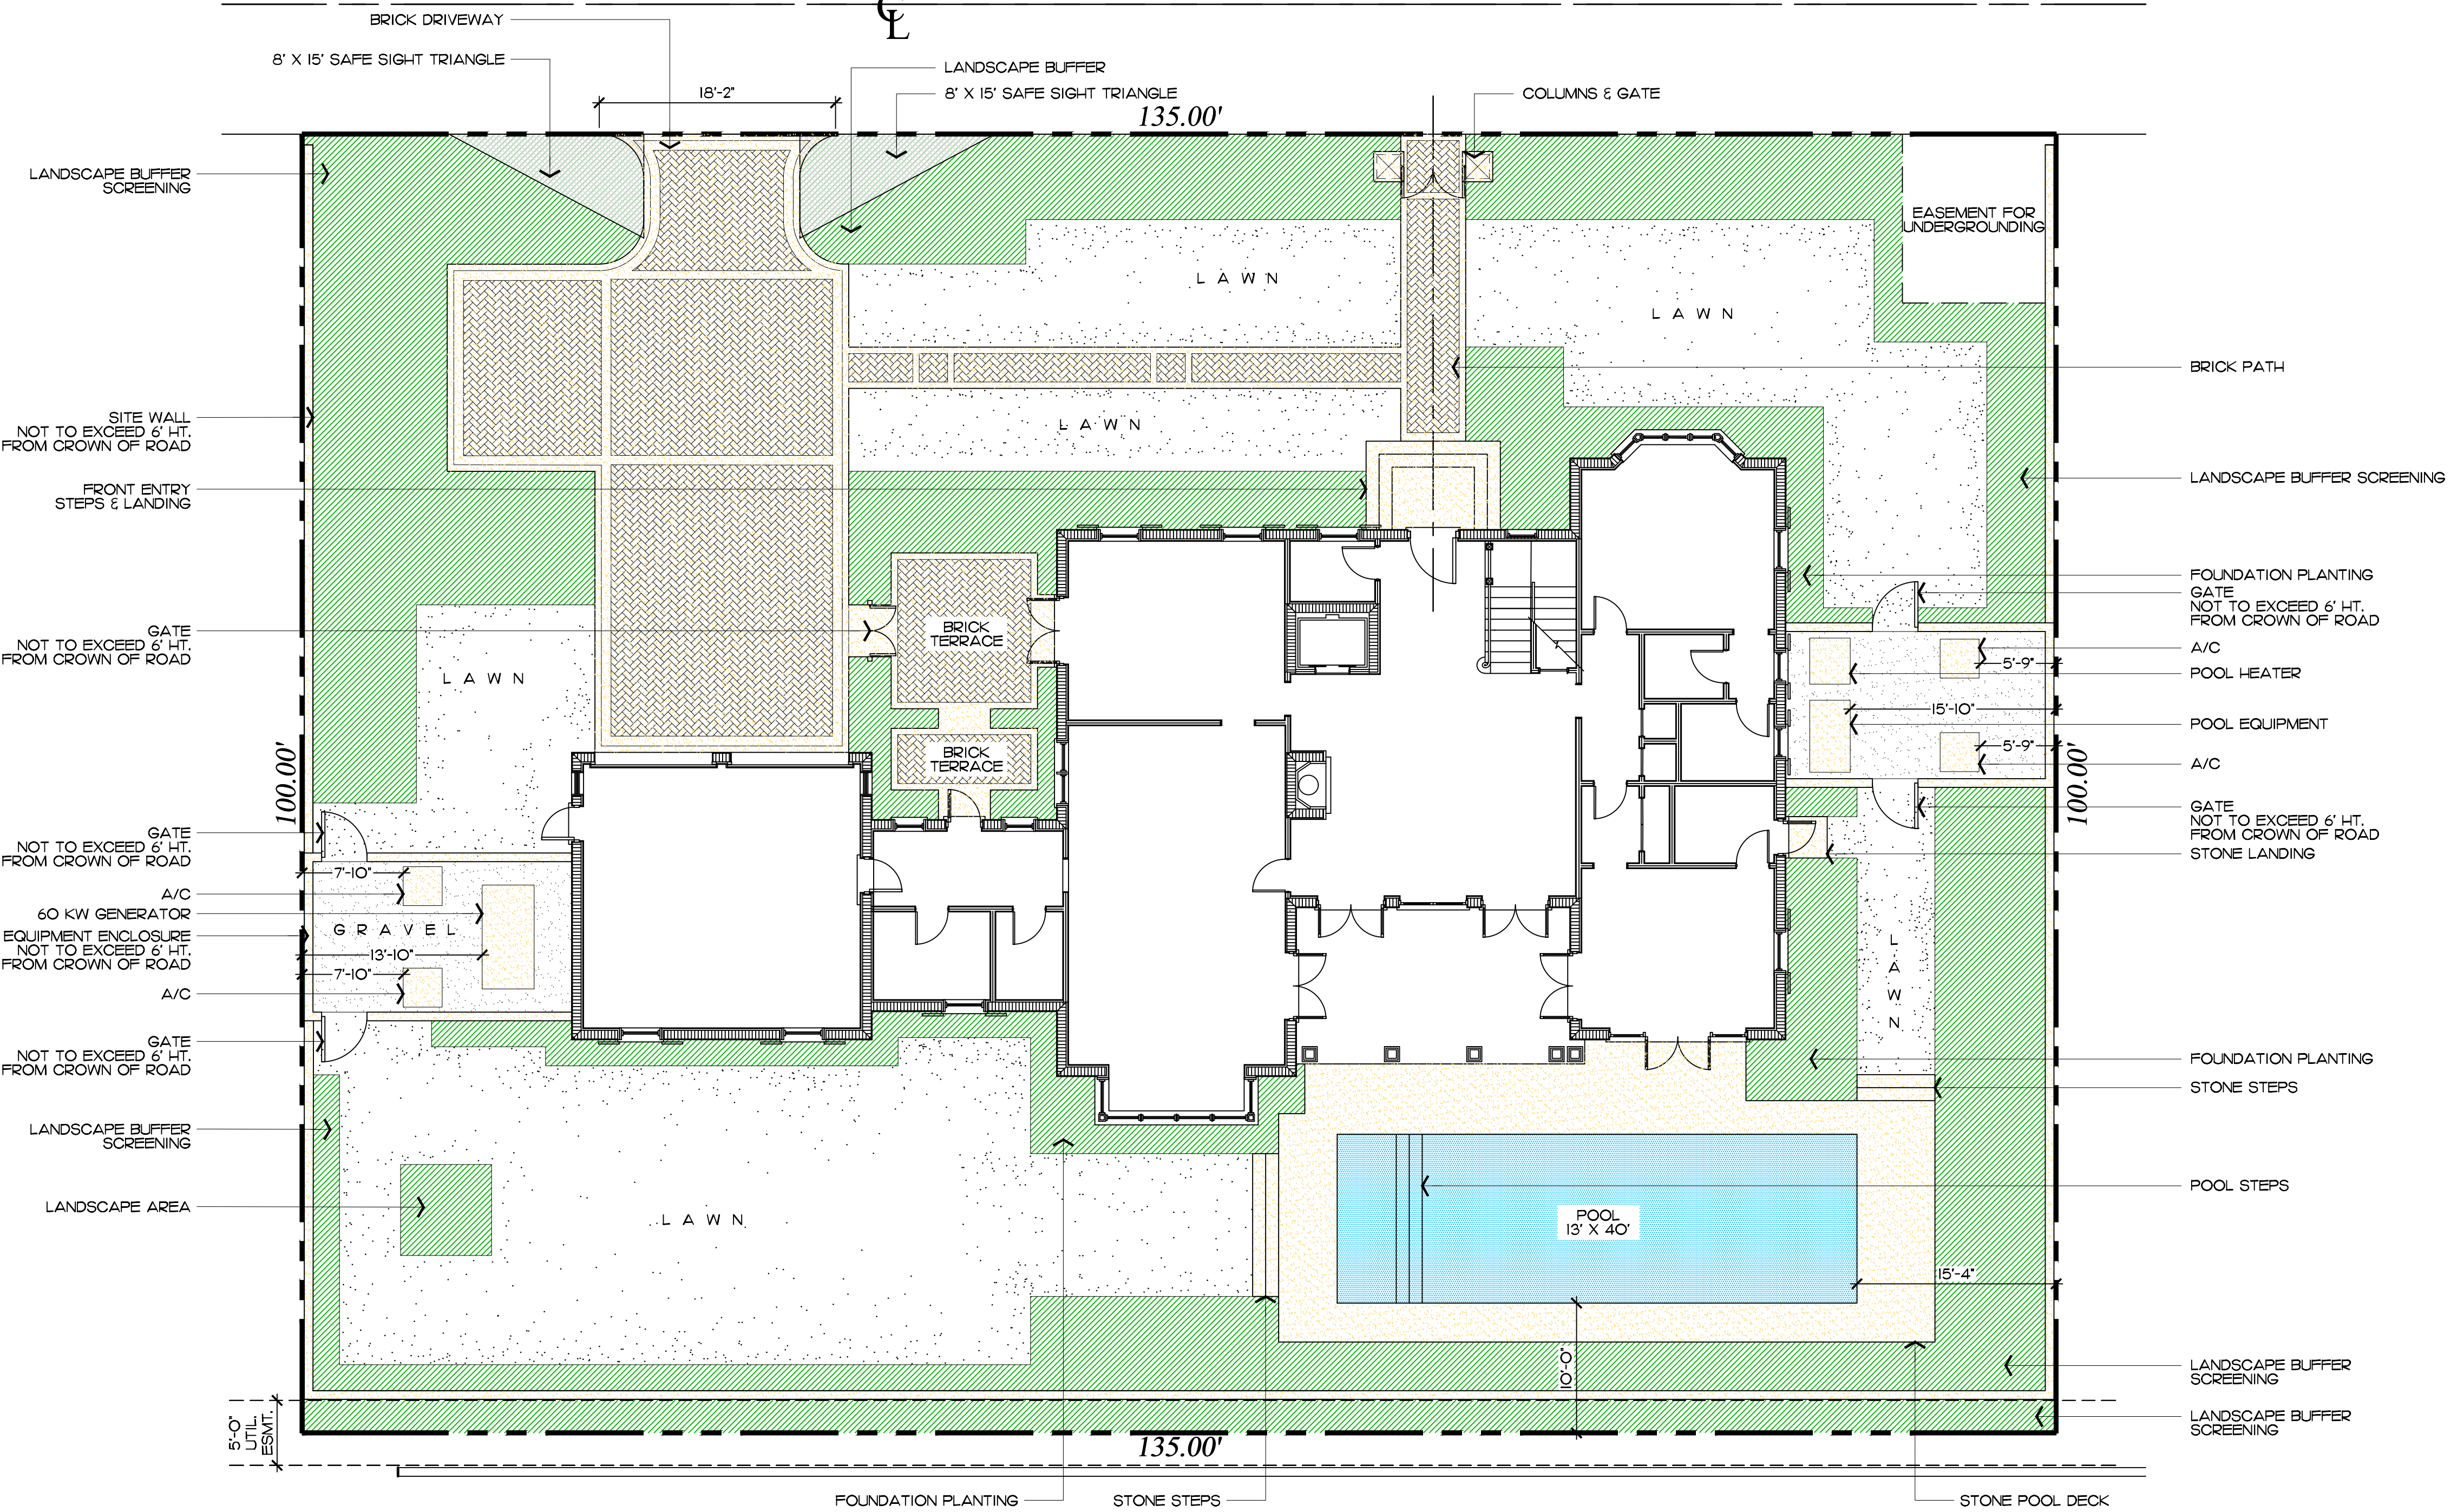 CL
BRICK DRIVEWAY
8' X 15' SAFE SIGHT TRIANGLE
LANDSCAPE BUFFER
18'-2"
8' X 15' SAFE SIGHT TRIANGLE
COLUMNS & GATE
135.00'
LANDSCAPE BUFFER
SCREENING
EASEMENT FOR
UNDERGROUNDING
LAWN
LAWN
BRICK PATH
SITE WALL
NOT TO EXCEED 6' HT.
FROM CROWN OF ROAD
LAWN
LANDSCAPE BUFFER SCREENING
FRONT ENTRY
STEPS & LANDING
FOUNDATION PLANTING
GATE
NOT TO EXCEED 6' HT.
FROM CROWN OF ROAD
GATE
NOT TO EXCEED 6' HT.
FROM CROWN OF ROAD
BRICK
TERRACE
A/C
5'-9"
POOL HEATER
LAWN
15'-10"
POOL EQUIPMENT
BRICK
TERRACE
5'-9"
A/C
100.00'
100.00'
GATE
NOT TO EXCEED 6' HT.
FROM CROWN OF ROAD
GATE
NOT TO EXCEED 6' HT.
FROM CROWN OF ROAD
STONE LANDING
7'-10"
A/C
60 KW GENERATOR
GRAVEL
EQUIPMENT ENCLOSURE
NOT TO EXCEED 6' HT.
FROM CROWN OF ROAD
13'-10"
7'-10"
A/C
LAWN
GATE
NOT TO EXCEED 6' HT.
FROM CROWN OF ROAD
FOUNDATION PLANTING
STONE STEPS
LANDSCAPE BUFFER
SCREENING
POOL STEPS
LANDSCAPE AREA
LAWN
POOL
13' X 40'
15'-4"
10'-0"
LANDSCAPE BUFFER
SCREENING
5'-0"
UTIL.
ESMT.
LANDSCAPE BUFFER
SCREENING
135.00'
FOUNDATION PLANTING
STONE STEPS
STONE POOL DECK